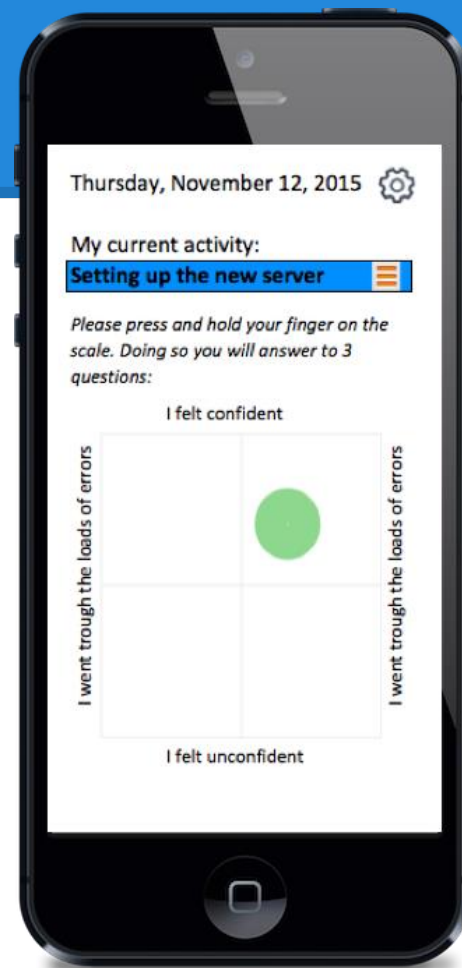 Thursday, November 12, 2015
My current activity:
Setting up the new server
Please press and hold your finger on the
scale. Doing so you will answer to 3
questions:
I felt confident
I went trough the loads of errors
I went trough the loads of errors
I felt unconfident